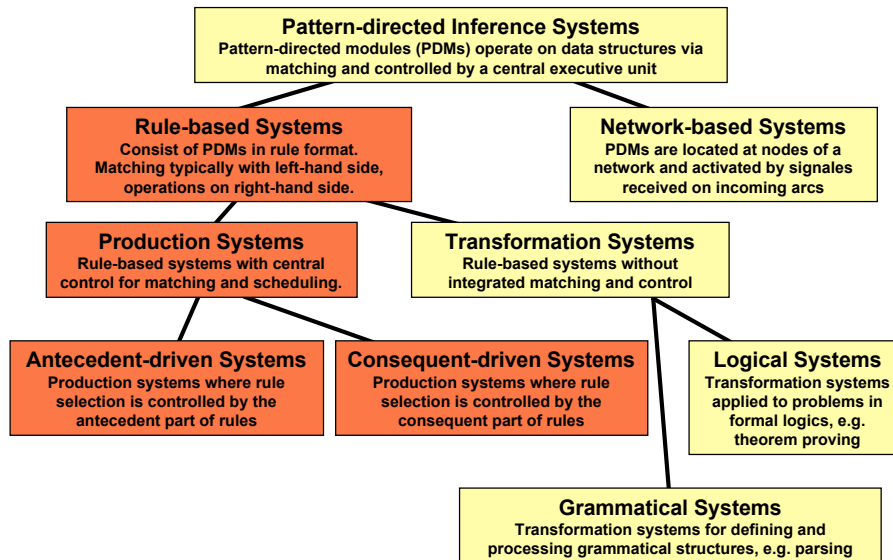 Pattern-directed Inference Systems
Pattern-directed modules (PDMs) operate on data structures via
matching and controlled by a central executive unit
Rule-based Systems
Consist of PDMs in rule format.
Matching typically with left-hand side,
operations on right-hand side.
Network-based Systems
PDMs are located at nodes of a
network and activated by signales
received on incoming arcs
Production Systems
Rule-based systems with central
control for matching and scheduling.
Transformation Systems
Rule-based systems without
integrated matching and control
Antecedent-driven Systems
Production systems where rule
selection is controlled by the
antecedent part of rules
Consequent-driven Systems
Production systems where rule
selection is controlled by the
consequent part of rules
Logical Systems
Transformation systems
applied to problems in
formal logics, e.g.
theorem proving
Grammatical Systems
Transformation systems for defining and
processing grammatical structures, e.g. parsing